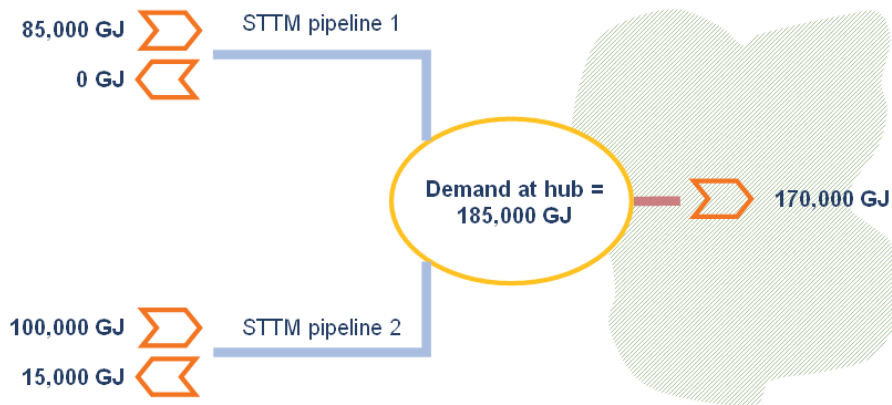 85,000 GJ
STTM pipeline 1
0 GJ
Demand at hub =
185,000 GJ
170,000 GJ
100,000 GJ
STTM pipeline 2
15,000 GJ